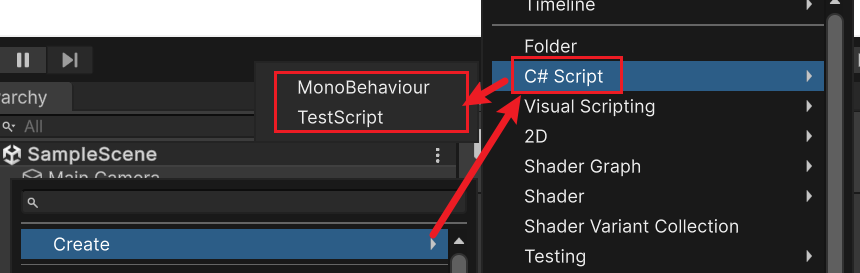 Timeline
Folder
C# Script
MonoBehaviour
TestScript
archy
All
Visual Scripting
SampleScene
2D
Main Camera
Shader Graph
Shader
Shader Variant Collection
Create
Testing